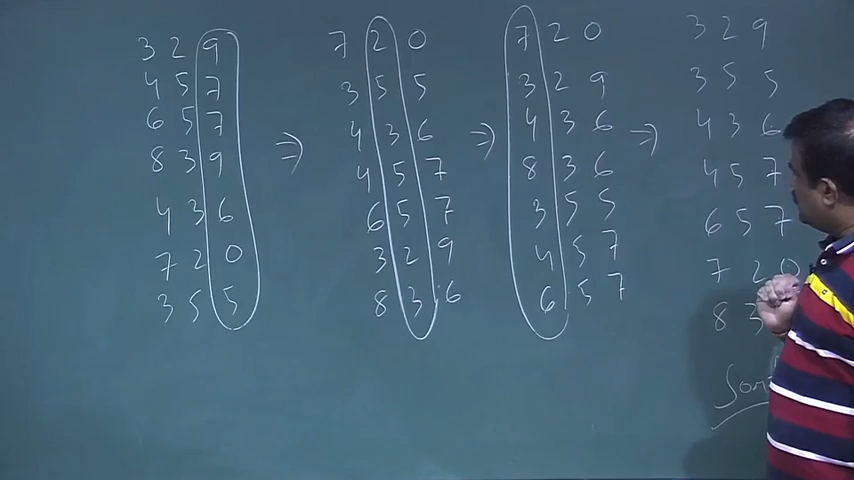 3 2 9 7 2 0 7 2 0 3 2 9
4 5 7 3 5 5 3 2 9 3 5 5
6 5 7 4 3 6 4 3 6 4 3 6
8 3 9 ⇒ 4 5 7 ⇒ 8 3 6 ⇒ 4 5 7
4 3 6 6 5 7 3 5 5 6 5 7
7 2 0 3 2 9 4 5 7 7 2 0
3 5 5 8 3 6 6 5 7 8 3